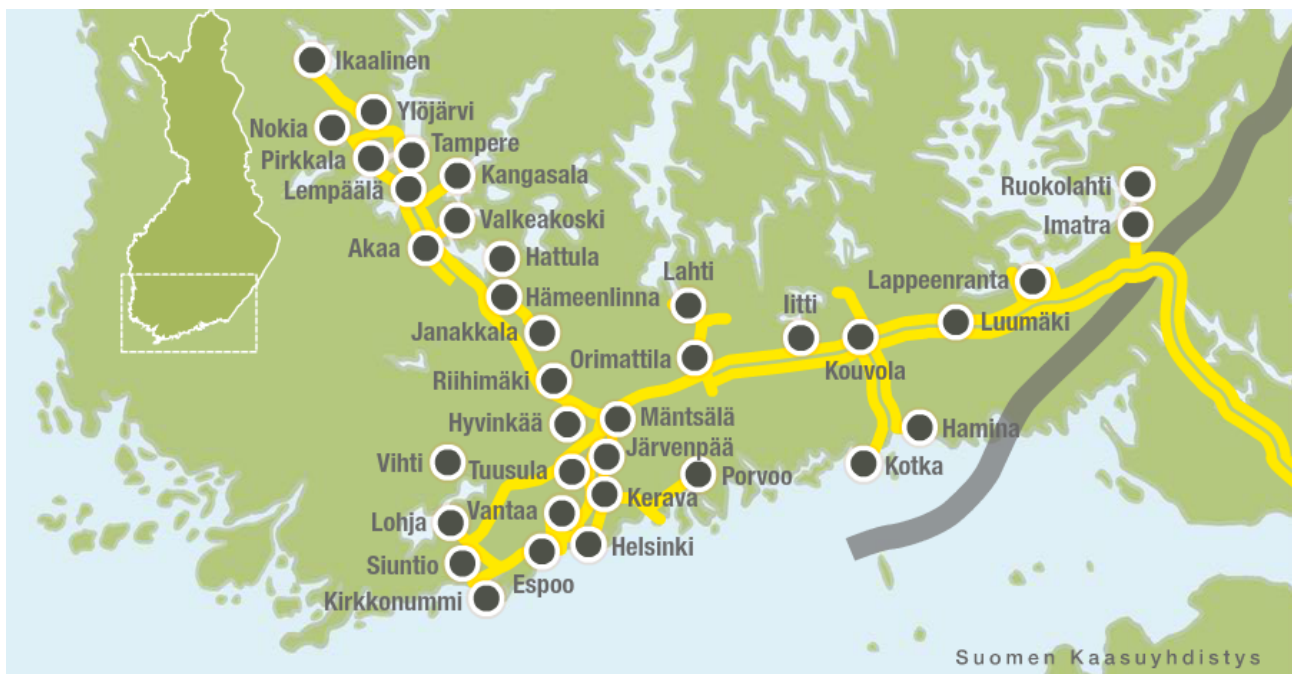 Ikaalinen
Ylöjärvi
Nokia
Tampere
Pirkkala
Kangasala
Lempäälä
Ruokolahti
Valkeakoski
Imatra
Akaa
Hattula
Lahti
Lappeenranta
Hämeenlinna
Iitti
Janakkala
Luumäki
Orimattila
Kouvola
Riihimäki
Mäntsälä
Hyvinkää
Hamina
Järvenpää
Vihti
Tuusula
Porvoo
Kotka
Kerava
Vantaa
Lohja
Helsinki
Siuntio
Espoo
Kirkkonummi
Suomen Kaasuyhdistys